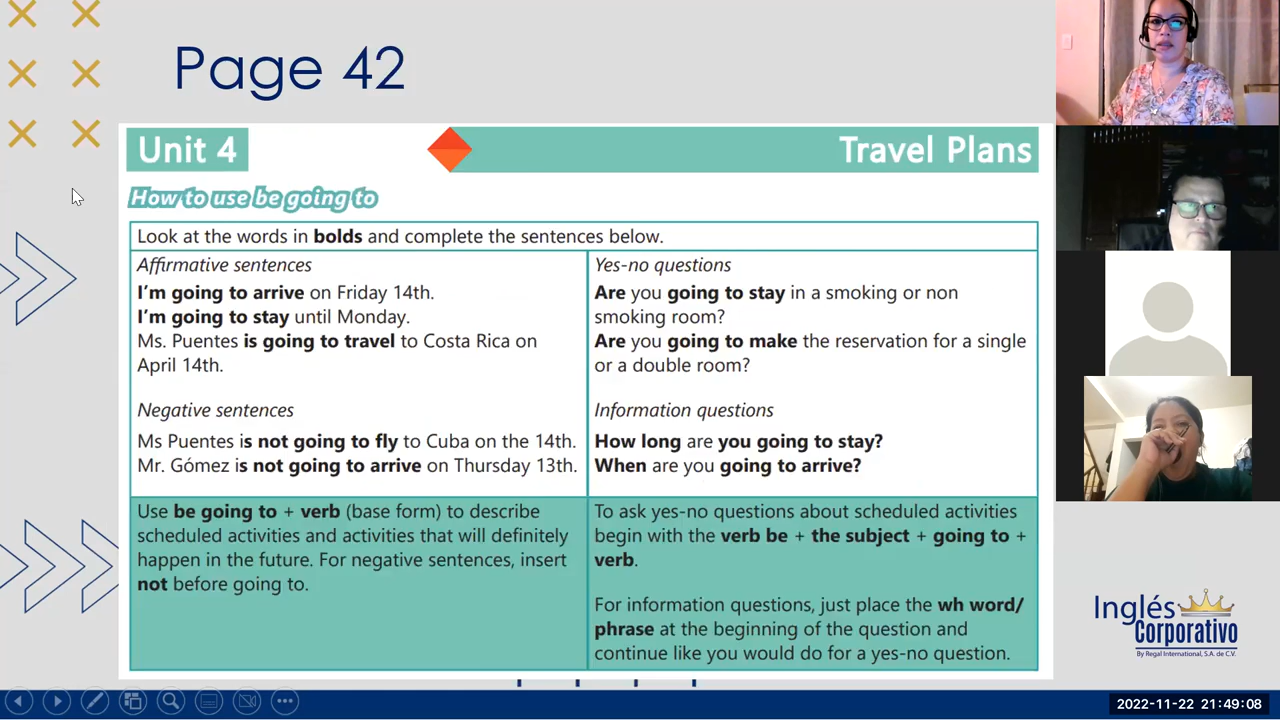 Page 42
Unit 4
Travel Plans
How to use be going to
Look at the words in bolds and complete the sentences below.
Affirmative sentences
I'm going to arrive on Friday 14th.
I'm going to stay until Monday.
Ms. Puentes is going to travel to Costa Rica on
April 14th.
Negative sentences
Ms Puentes is not going to fly to Cuba on the 14th.
Mr. Gómez is not going to arrive on Thursday 13th.
Yes-no questions
Are you going to stay in a smoking or non
smoking room?
Are you going to make the reservation for a single
or a double room?
Information questions
How long are you going to stay?
When are you going to arrive?
Use be going to + verb (base form) to describe
scheduled activities and activities that will definitely
happen in the future. For negative sentences, insert
not before going to.
To ask yes-no questions about scheduled activities
begin with the verb be + the subject + going to +
verb.
For information questions, just place the wh word/
phrase at the beginning of the question and
continue like you would do for a yes-no question.
Inglés
Corporativo
By Regal International, S.A. de C.V.
2022-11-22 21:49:08